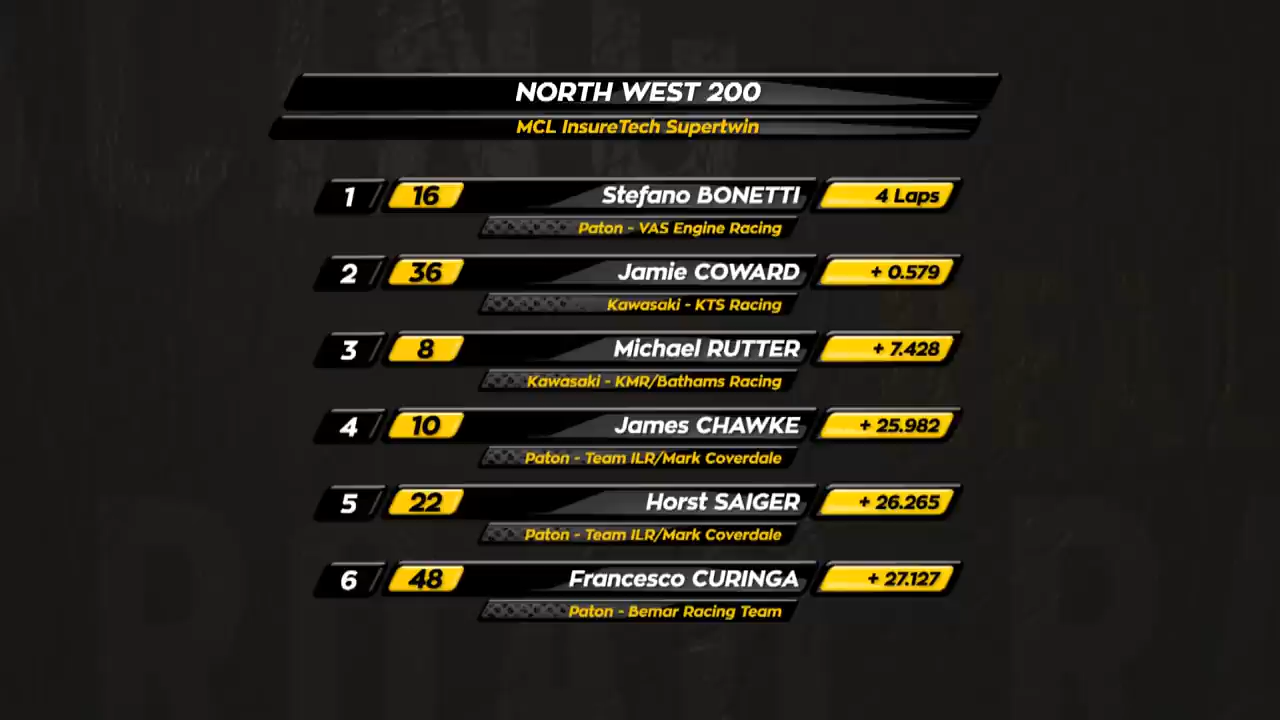 NORTH WEST 200
MCL InsureTech Supertwin
1 16 Stefano BONETTI 4 Laps
Paton - VAS Engine Racing
2 36 Jamie COWARD + 0.579
Kawasaki - KTS Racing
3 8 Michael RUTTER + 7.428
Kawasaki - KMR/Bathams Racing
4 10 James CHAWKE + 25.982
Paton - Team ILR/Mark Coverdale
5 22 Horst SAIGER + 26.265
Paton - Team ILR/Mark Coverdale
6 48 Francesco CURINGA + 27.127
Paton - Bemar Racing Team